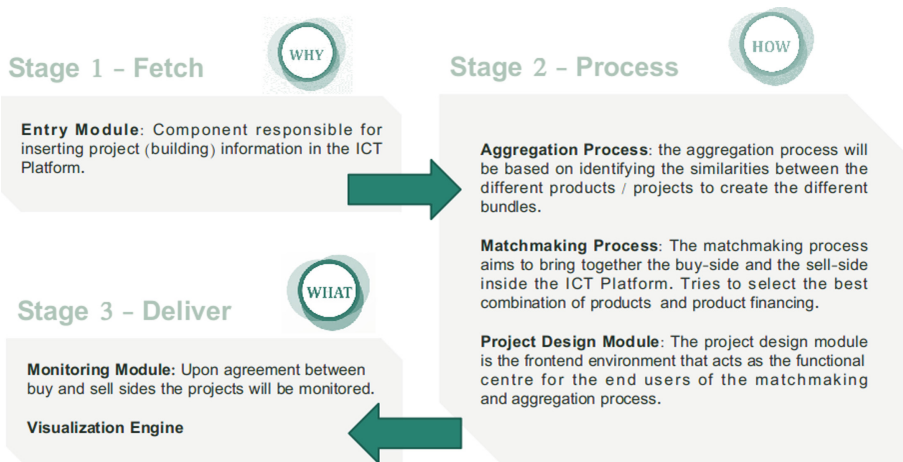 Stage 1 - Fetch
WHY
Entry Module: Component responsible for
inserting project (building) information in the ICT
Platform.
Stage 2 - Process
HOW
Aggregation Process: the aggregation process will
be based on identifying the similarities between the
different products / projects to create the different
bundles.
Matchmaking Process: The matchmaking process
aims to bring together the buy-side and the sell-side
inside the ICT Platform. Tries to select the best
combination of products and product financing.
Project Design Module: The project design module
is the frontend environment that acts as the functional
centre for the end users of the matchmaking
and aggregation process.
Stage 3 - Deliver
WHAT
Monitoring Module: Upon agreement between
buy and sell sides the projects will be monitored.
Visualization Engine